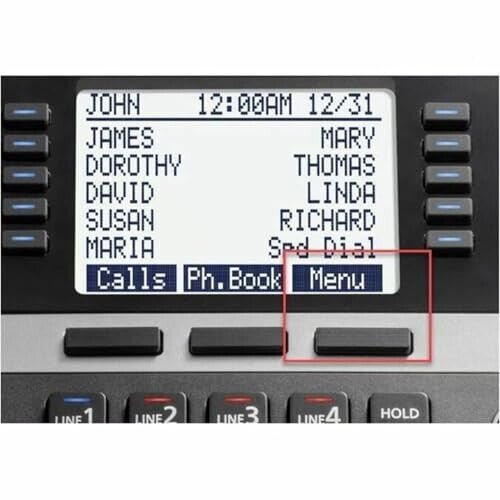 JOHN 12:00AM 12/31
JAMES MARY
DOROTHY THOMAS
DAVID LINDA
SUSAN RICHARD
MARIA Spd Dial
Calls Ph.Book Menu
LINE1 LINE2 LINE3 LINE4 HOLD